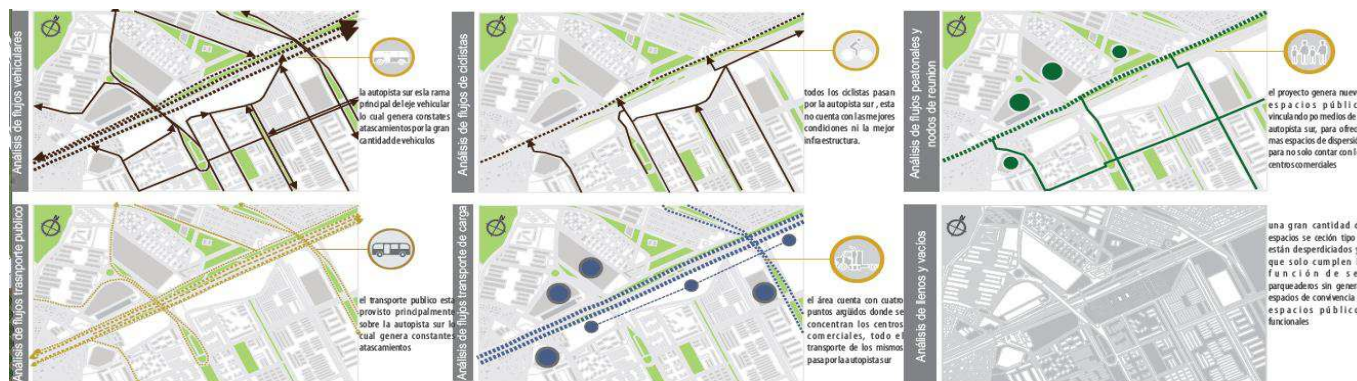 Análisis de flujos vehiculares
la autopista sur es la rama
principal del eje vehicular
lo cual genera constates
atascamientos por la gran
cantidad de vehiculos
Análisis de flujos de ciclistas
todos los ciclistas pasan
por la autopista sur , esta
no cuenta con las mejores
condiciones ni la mejor
infraestructura.
Análisis de flujos peatonales y
nodos de reunion
el proyecto genera nuev
espacios públic
vinculando po medios de
autopista sur, para ofrec
mas espacios de dispersió
para no solo contar con l
centros comerciales
Análisis de flujos trasnporte publico
el transporte publico esta
provisto principalmente
sobre la autopista sur lo
cual genera constantes
atascamientos
Análisis de flujos transporte de carga
el área cuenta con cuatro
puntos argüidos donde se
concentran los centros
comerciales, todo el
transporte de los mismos
pasa por la autopista sur
Análisis de llenos y vacios
una gran cantidad d
espacios se ceción tipo
están desperdiciados
que solo cumplen
función de se
parqueaderos sin gener
espacios de convivencia
espacios público
funcionales